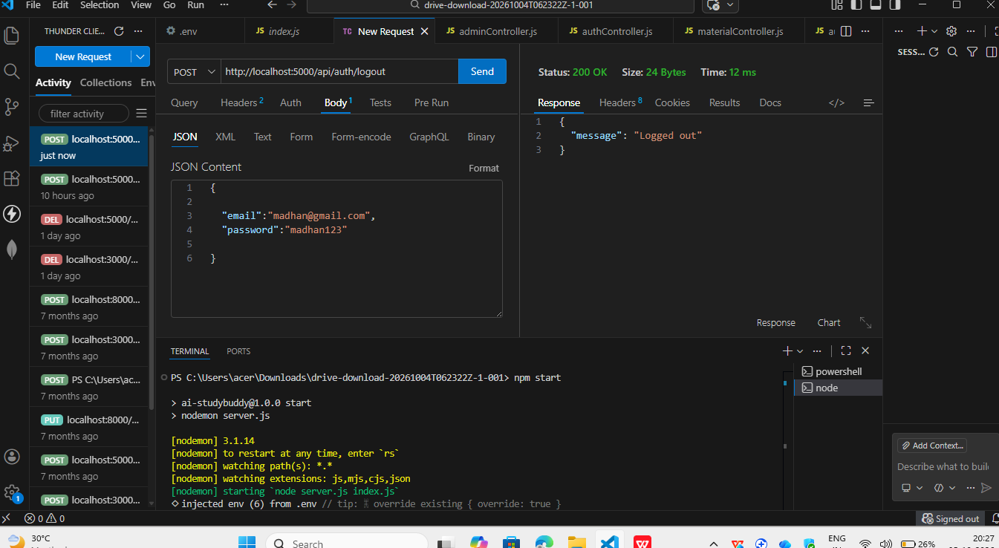 File Edit Selection View Go Run ··· drive-download-20261004T062322Z-1-001
THUNDER CLIE... ···
.env
JS index.js
TC New Request
JS adminController.js
JS authController.js
JS materialController.js
JS
SESS...
New Request
Activity Collections Env
filter activity
POST localhost:5000...
just now
POST localhost:5000...
10 hours ago
DEL localhost:5000/...
1 day ago
DEL localhost:3000/...
1 day ago
POST localhost:8000...
7 months ago
POST localhost:3000...
7 months ago
POST PS C:\Users\ac...
7 months ago
PUT localhost:8000/...
7 months ago
POST localhost:5000...
7 months ago
POST localhost:3000...
POST http://localhost:5000/api/auth/logout Send
Query Headers 2 Auth Body 1 Tests Pre Run
JSON XML Text Form Form-encode GraphQL Binary
JSON Content Format
1 {
2
3 "email":"madhan@gmail.com",
4 "password":"madhan123"
5
6 }
Status: 200 OK Size: 24 Bytes Time: 12 ms
Response Headers 8 Cookies Results Docs </>
1 {
2 "message": "Logged out"
3 }
Response Chart
TERMINAL PORTS
PS C:\Users\acer\Downloads\drive-download-20261004T062322Z-1-001> npm start
> ai-studybuddy@1.0.0 start
> nodemon server.js
[nodemon] 3.1.14
[nodemon] to restart at any time, enter `rs`
[nodemon] watching path(s): *.*
[nodemon] watching extensions: js,mjs,cjs,json
[nodemon] starting `node server.js index.js`
injected env (6) from .env // tip: override existing { override: true }
powershell
node
Add Context...
Describe what to build
1
0 0
Signed out
30°C
Search
ENG
26%
20:27